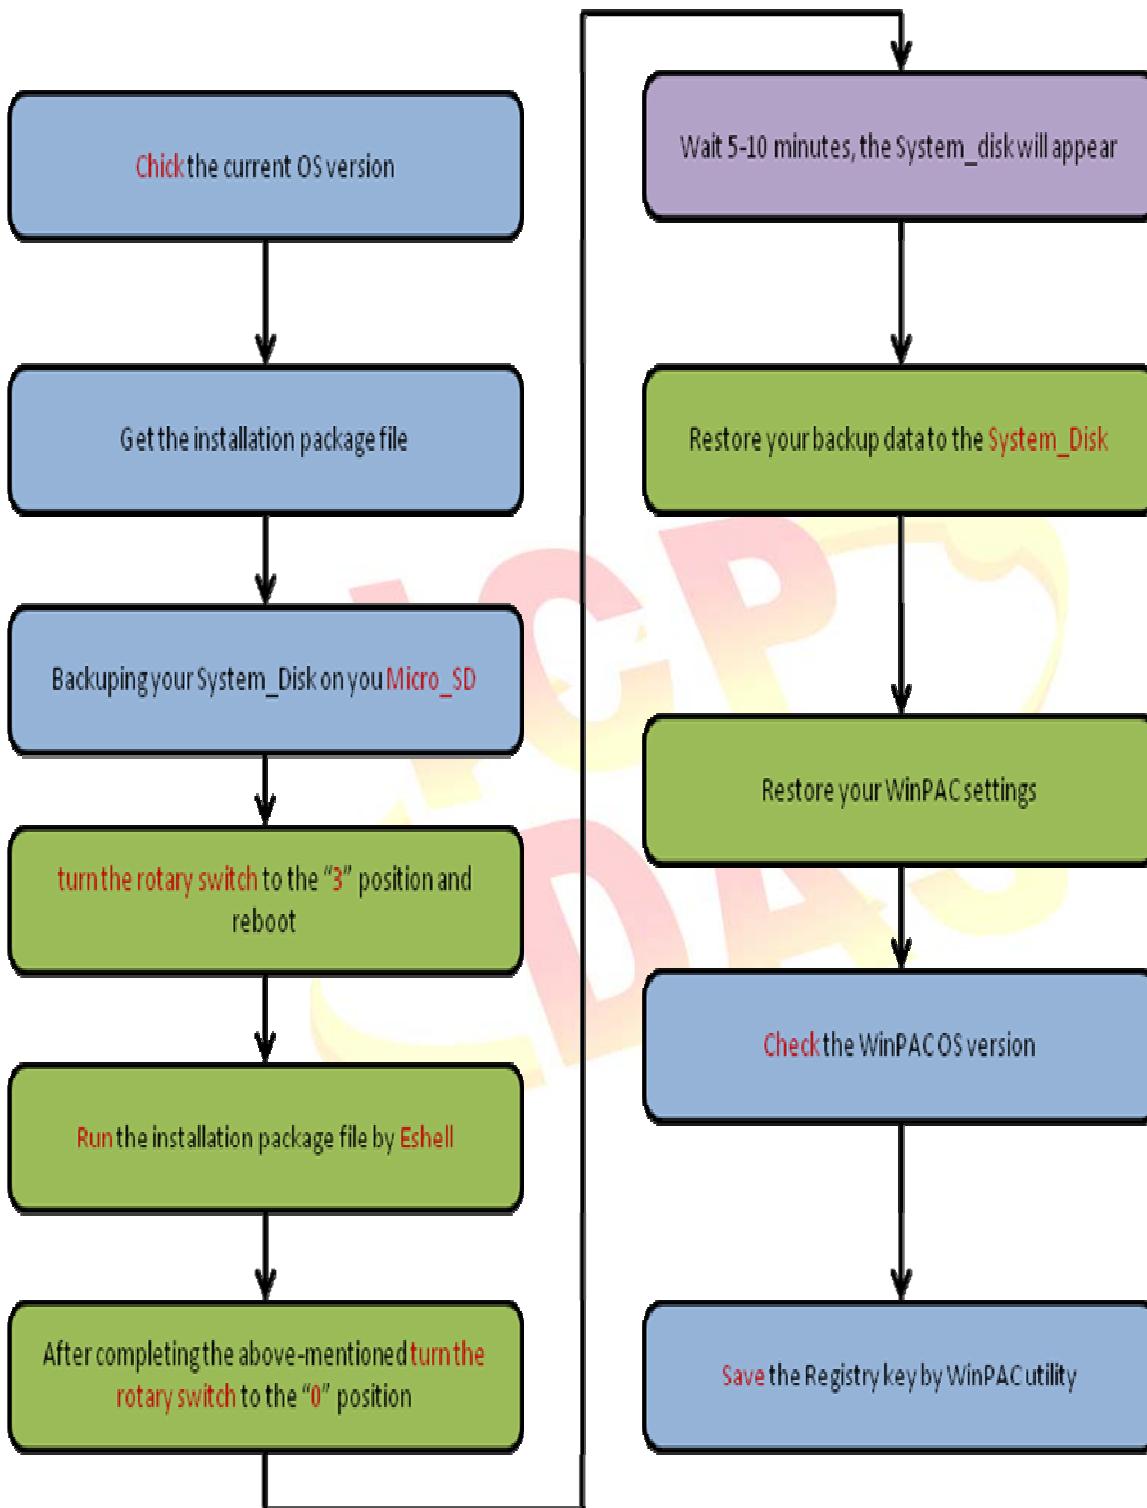 Chick the current OS version
Get the installation package file
Backuping your System_Disk on you Micro_SD
turn the rotary switch to the “3” position and
reboot
Run the installation package file by Eshell
After completing the above-mentioned turn the
rotary switch to the “0” position
Wait 5-10 minutes, the System_disk will appear
Restore your backup data to the System_Disk
Restore your WinPAC settings
Check the WinPAC OS version
Save the Registry key by WinPAC utility
ICP
DAS